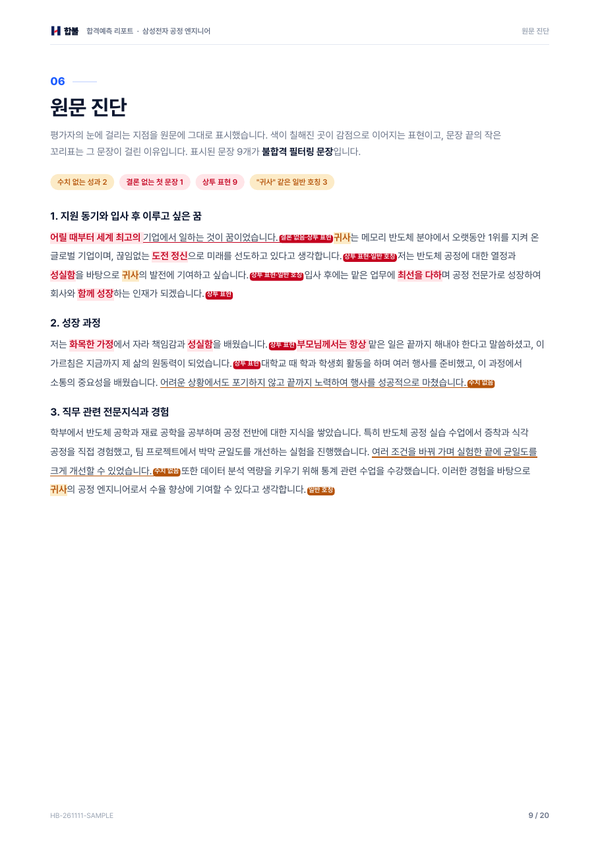 합불 합격예측 리포트 · 삼성전자 공정 엔지니어 원문 진단
06
원문 진단
평가자의 눈에 걸리는 지점을 원문에 그대로 표시했습니다. 색이 칠해진 곳이 감점으로 이어지는 표현이고, 문장 끝의 작은
꼬리표는 그 문장이 걸린 이유입니다. 표시된 문장 9개가 불합격 필터링 문장입니다.
수치 없는 성과 2 결론 없는 첫 문장 1 상투 표현 9 "귀사" 같은 일반 호칭 3
1. 지원 동기와 입사 후 이루고 싶은 꿈
어릴 때부터 세계 최고의 기업에서 일하는 것이 꿈이었습니다. 결론 없음·상투 표현 귀사는 메모리 반도체 분야에서 오랫동안 1위를 지켜 온
글로벌 기업이며, 끊임없는 도전 정신으로 미래를 선도하고 있다고 생각합니다. 상투 표현·일반 호칭 저는 반도체 공정에 대한 열정과
성실함을 바탕으로 귀사의 발전에 기여하고 싶습니다. 상투 표현·일반 호칭 입사 후에는 맡은 업무에 최선을 다하며 공정 전문가로 성장하여
회사와 함께 성장하는 인재가 되겠습니다. 상투 표현
2. 성장 과정
저는 화목한 가정에서 자라 책임감과 성실함을 배웠습니다. 상투 표현 부모님께서는 항상 맡은 일은 끝까지 해내야 한다고 말씀하셨고, 이
가르침은 지금까지 제 삶의 원동력이 되었습니다. 상투 표현 대학교 때 학과 학생회 활동을 하며 여러 행사를 준비했고, 이 과정에서
소통의 중요성을 배웠습니다. 어려운 상황에서도 포기하지 않고 끝까지 노력하여 행사를 성공적으로 마쳤습니다. 수치 없음
3. 직무 관련 전문지식과 경험
학부에서 반도체 공학과 재료 공학을 공부하며 공정 전반에 대한 지식을 쌓았습니다. 특히 반도체 공정 실습 수업에서 증착과 식각
공정을 직접 경험했고, 팀 프로젝트에서 박막 균일도를 개선하는 실험을 진행했습니다. 여러 조건을 바꿔 가며 실험한 끝에 균일도를
크게 개선할 수 있었습니다. 수치 없음 또한 데이터 분석 역량을 키우기 위해 통계 관련 수업을 수강했습니다. 이러한 경험을 바탕으로
귀사의 공정 엔지니어로서 수율 향상에 기여할 수 있다고 생각합니다. 일반 호칭
HB-261111-SAMPLE 9 / 20